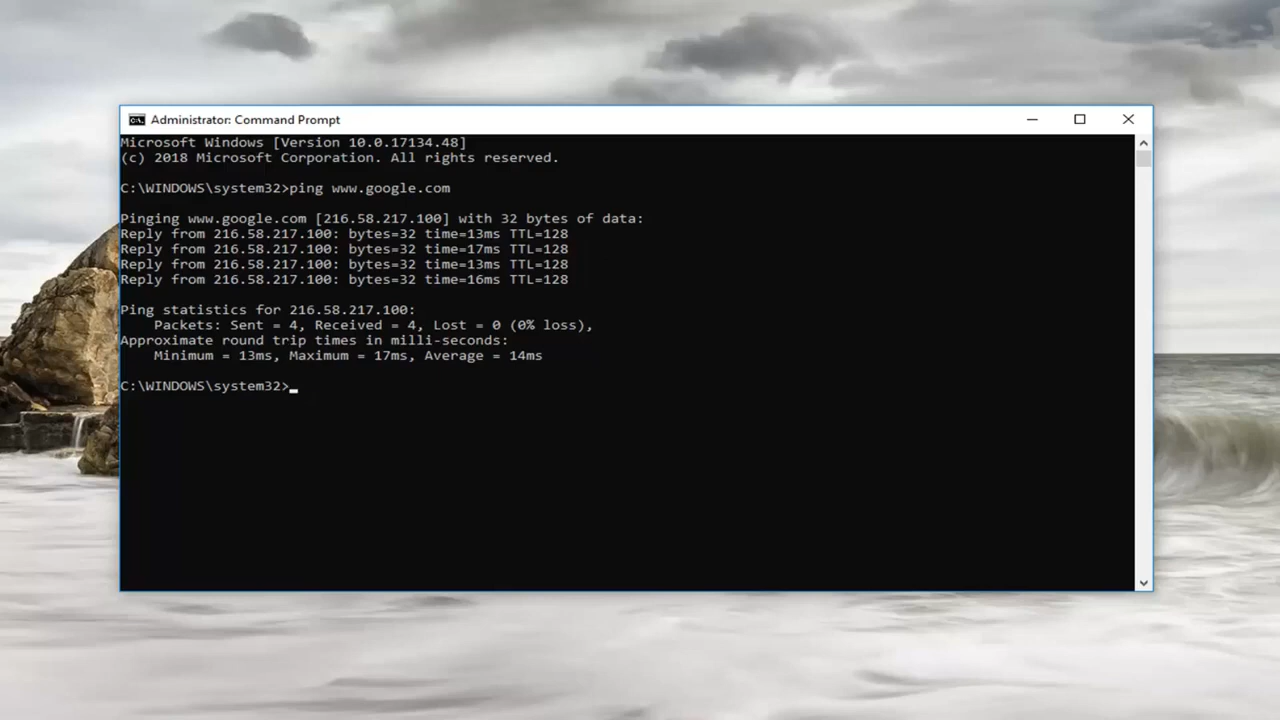 Administrator: Command Prompt
Microsoft Windows [Version 10.0.17134.48]
(c) 2018 Microsoft Corporation. All rights reserved.
C:\WINDOWS\system32>ping www.google.com
Pinging www.google.com [216.58.217.100] with 32 bytes of data:
Reply from 216.58.217.100: bytes=32 time=13ms TTL=128
Reply from 216.58.217.100: bytes=32 time=17ms TTL=128
Reply from 216.58.217.100: bytes=32 time=13ms TTL=128
Reply from 216.58.217.100: bytes=32 time=16ms TTL=128
Ping statistics for 216.58.217.100:
    Packets: Sent = 4, Received = 4, Lost = 0 (0% loss),
Approximate round trip times in milli-seconds:
    Minimum = 13ms, Maximum = 17ms, Average = 14ms
C:\WINDOWS\system32>